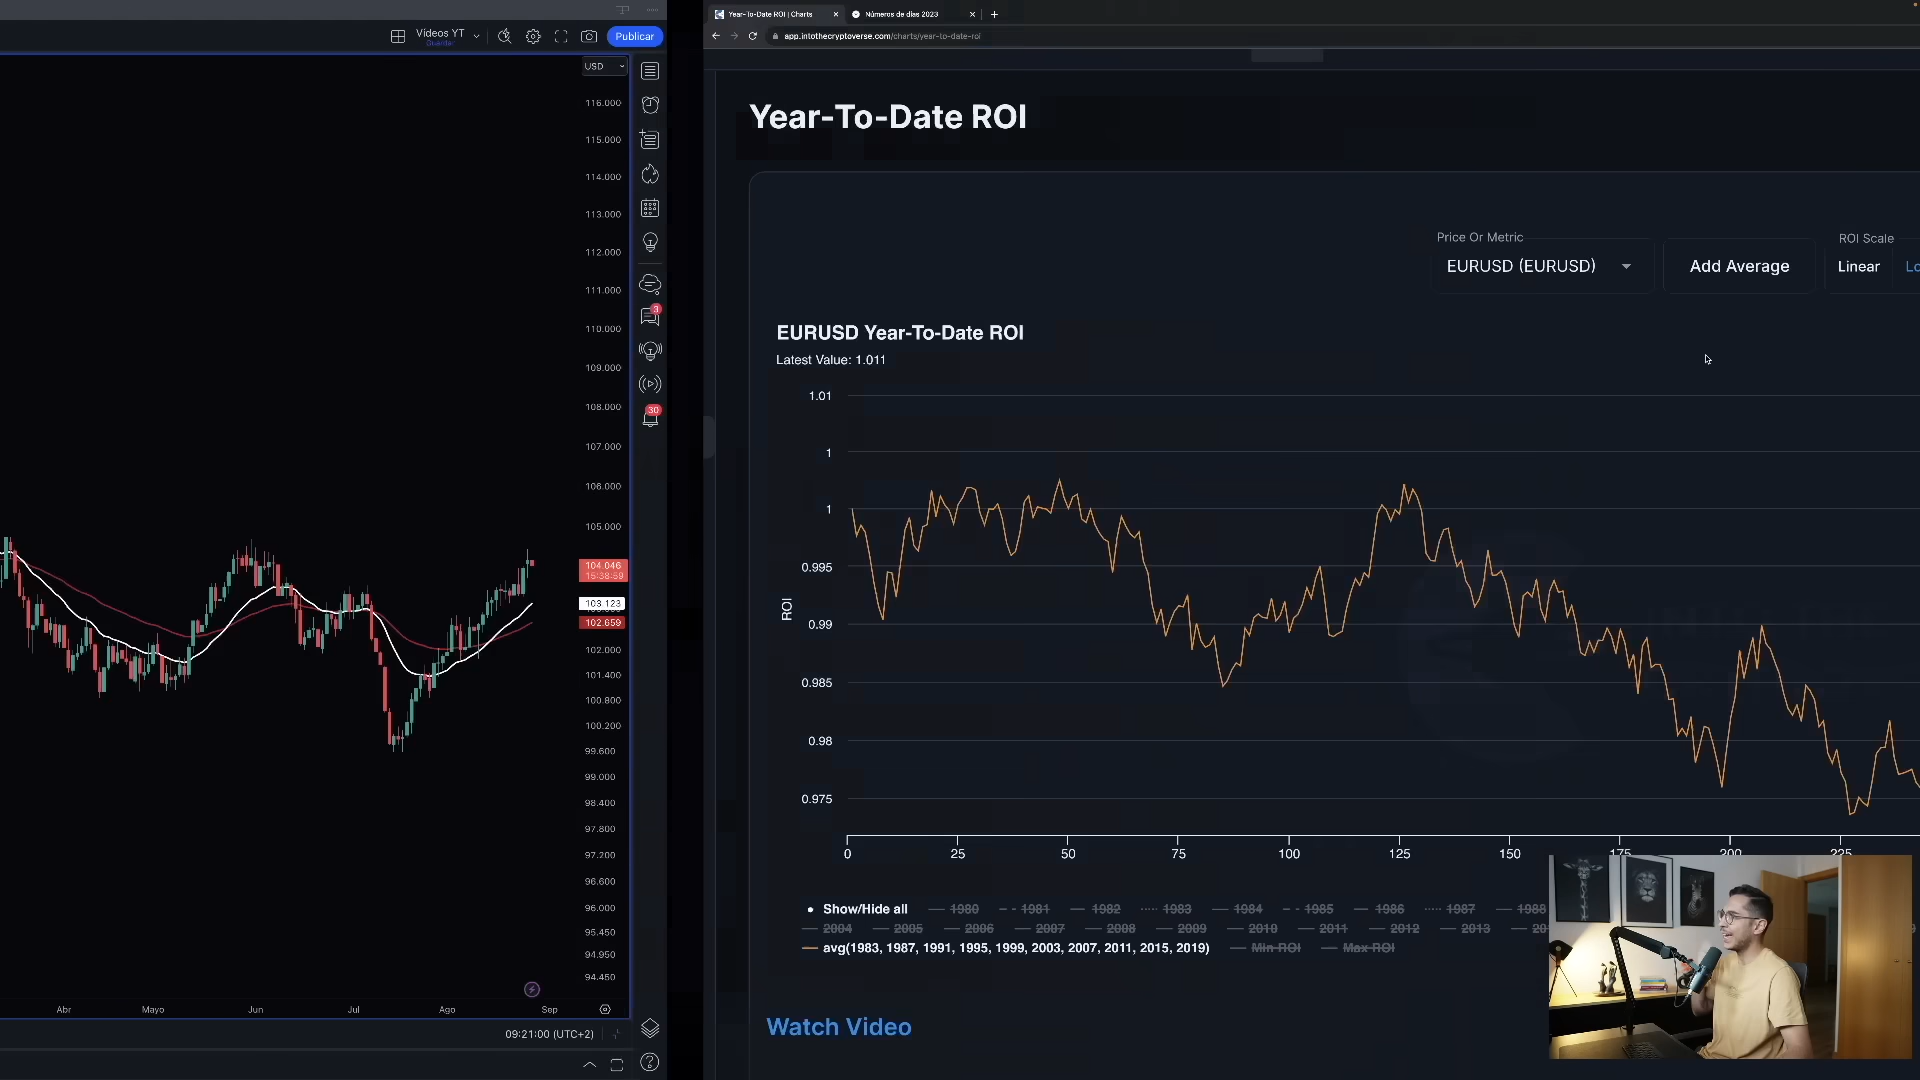 Videos YT
Guardar
Publicar
USD
116.000
115.000
114.000
113.000
112.000
111.000
110.000
109.000
108.000
107.000
106.000
105.000
104.046
15:38:59
103.123
102.659
102.000
101.400
100.800
100.200
99.600
99.000
98.400
97.800
97.200
96.600
96.000
95.450
94.950
94.450
Abr Mayo Jun Jul Ago Sep
09:21:00 (UTC+2)
3
30
Year-To-Date ROI | Charts
Números de días 2023
app.intothecryptoverse.com/charts/year-to-date-roi
Year-To-Date ROI
Price Or Metric
EURUSD (EURUSD)
Add Average
ROI Scale
Linear
EURUSD Year-To-Date ROI
Latest Value: 1.011
1.01
1
1
0.995
0.99
0.985
0.98
0.975
ROI
0 25 50 75 100 125 150 175 200 225
Show/Hide all 1980 1981 1982 1983 1984 1985 1986 1987 1988
2004 2005 2006 2007 2008 2009 2010 2011 2012 2013
avg(1983, 1987, 1991, 1995, 1999, 2003, 2007, 2011, 2015, 2019) Min ROI Max ROI
Watch Video